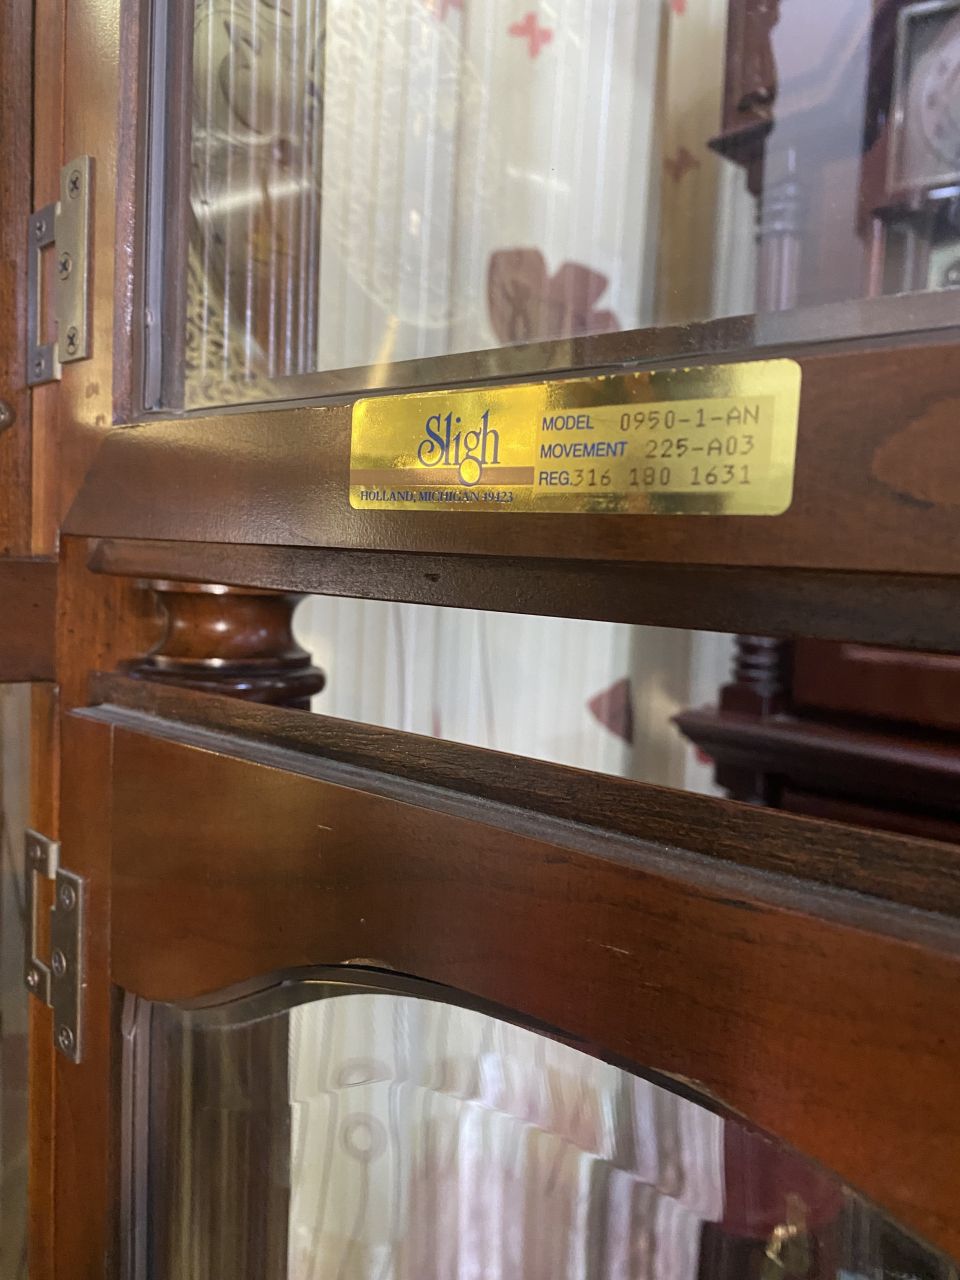 Sligh
HOLLAND, MICHIGAN 49423
MODEL 0950-1-AN
MOVEMENT 225-A03
REG. 316 180 1631